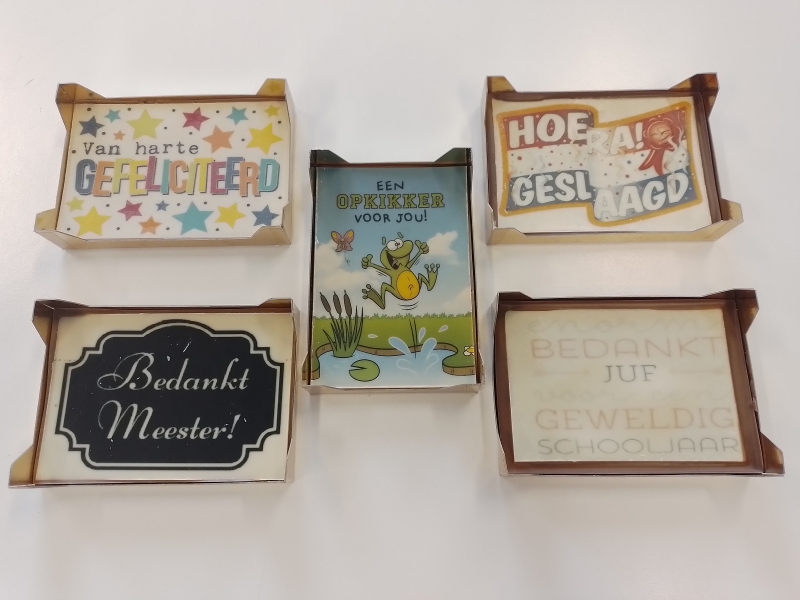 Van harte
GEFELICITEERD
EEN
OPKIKKER
VOOR JOU!
HOERA!
GESLAAGD
Bedankt
Meester!
BEDANKT
JUF
GEWELDIG
SCHOOLJAAR